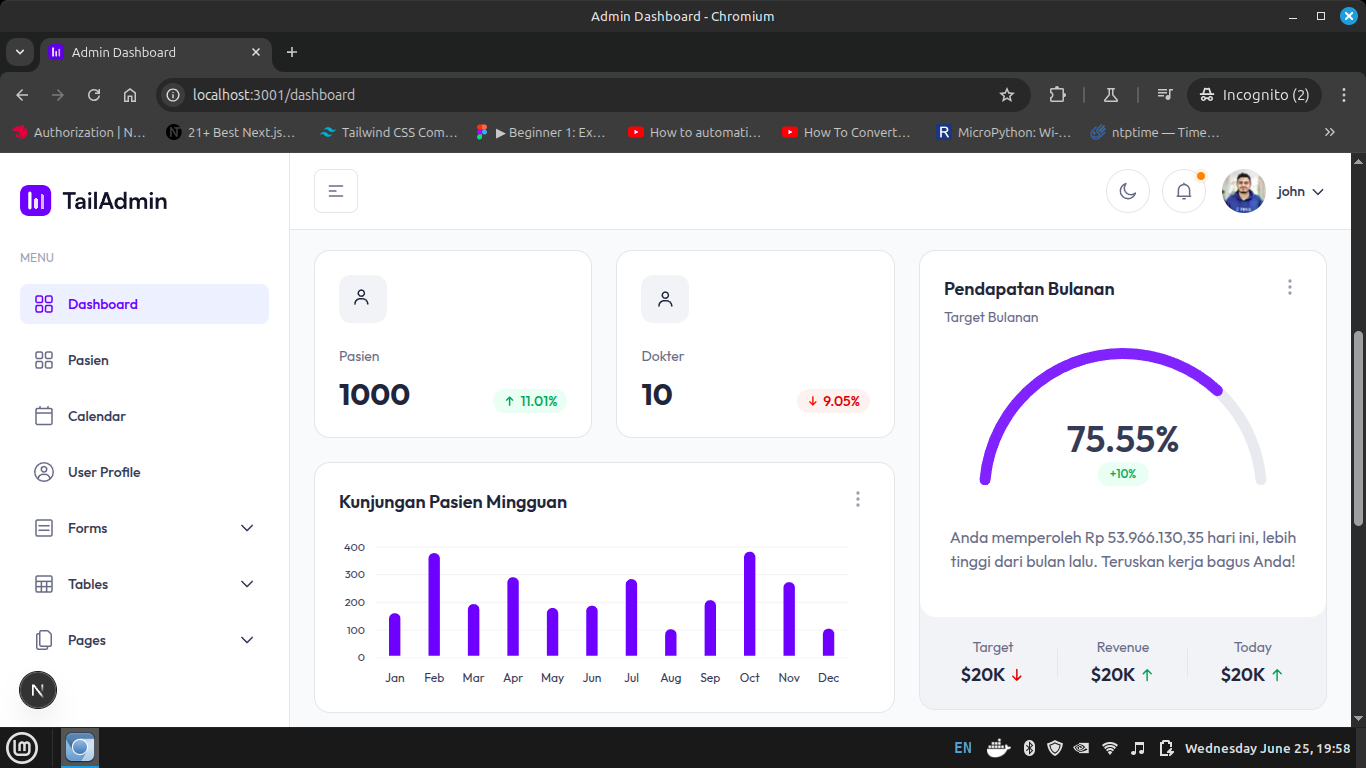 Admin Dashboard - Chromium
Admin Dashboard
localhost:3001/dashboard
Incognito (2)
Authorization | N...
21+ Best Next.js...
Tailwind CSS Com...
▶ Beginner 1: Ex...
How to automati...
How To Convert...
MicroPython: Wi-...
ntptime — Time...
TailAdmin
john
MENU
Dashboard
Pasien
Calendar
User Profile
Forms
Tables
Pages
N
Pasien
1000
↑ 11.01%
Dokter
10
↓ 9.05%
Kunjungan Pasien Mingguan
400
300
200
100
0
Jan Feb Mar Apr May Jun Jul Aug Sep Oct Nov Dec
Pendapatan Bulanan
Target Bulanan
75.55%
+10%
Anda memperoleh Rp 53.966.130,35 hari ini, lebih
tinggi dari bulan lalu. Teruskan kerja bagus Anda!
Target Revenue Today
$20K ↓ $20K ↑ $20K ↑
EN
Wednesday June 25, 19:58